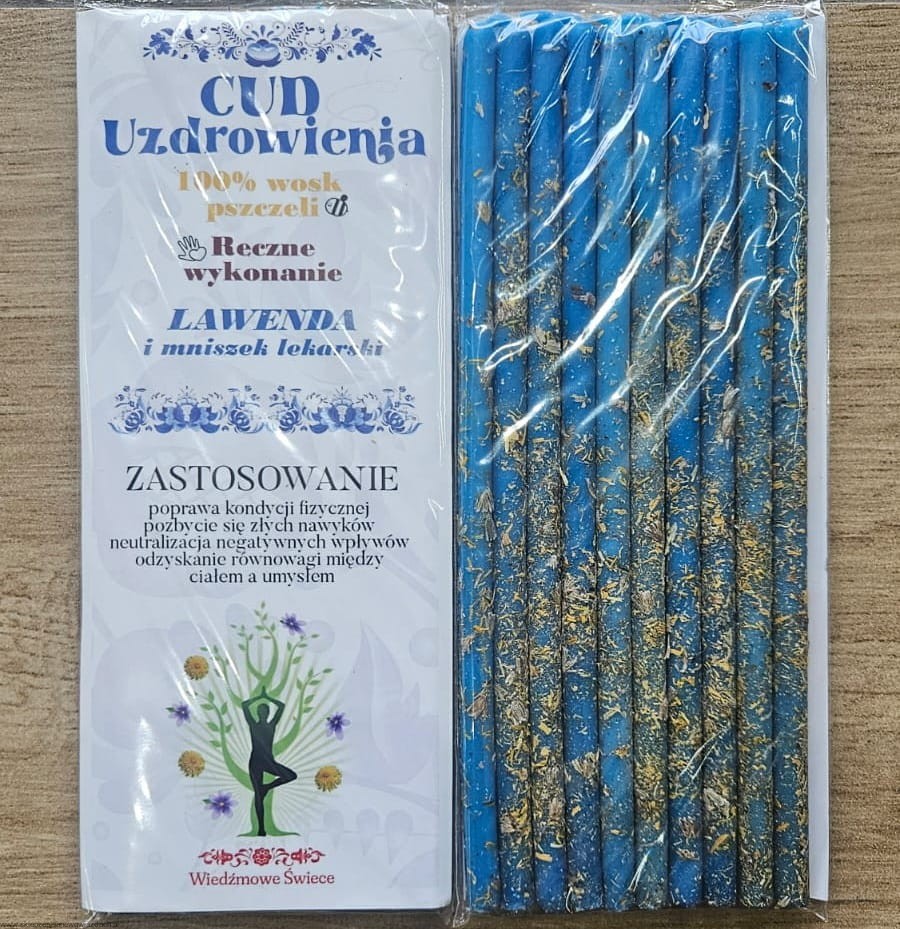 CUD
Uzdrowienia
100% wosk
pszczeli
Reczne
wykonanie
LAWENDA
i mniszek lekarski
ZASTOSOWANIE
poprawa kondycji fizycznej
pozbycie się złych nawyków
neutralizacja negatywnych wpływów
odzyskanie równowagi między
ciałem a umysłem
Wiedźmowe Świece